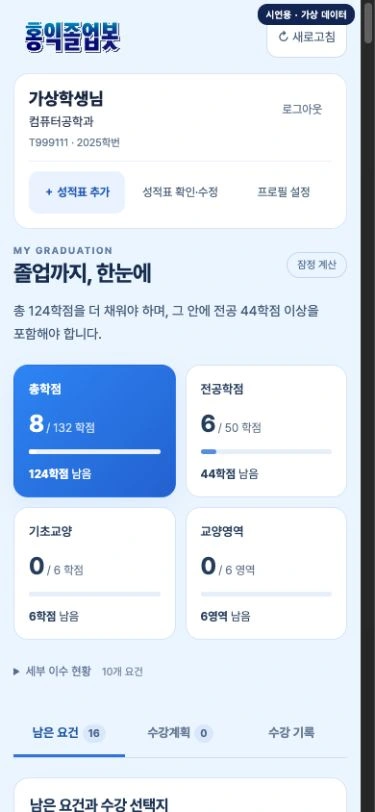 시연용 · 가상 데이터
홍익졸업봇
새로고침
가상학생님
컴퓨터공학과
로그아웃
T999111 · 2025학번
+ 성적표 추가
성적표 확인·수정
프로필 설정
MY GRADUATION
졸업까지, 한눈에
잠정 계산
총 124학점을 더 채워야 하며, 그 안에 전공 44학점 이상을
포함해야 합니다.
총학점
8 / 132 학점
124학점 남음
전공학점
6 / 50 학점
44학점 남음
기초교양
0 / 6 학점
6학점 남음
교양영역
0 / 6 영역
6영역 남음
세부 이수 현황 10개 요건
남은 요건 16
수강계획 0
수강 기록
남은 요건과 수강 선택지